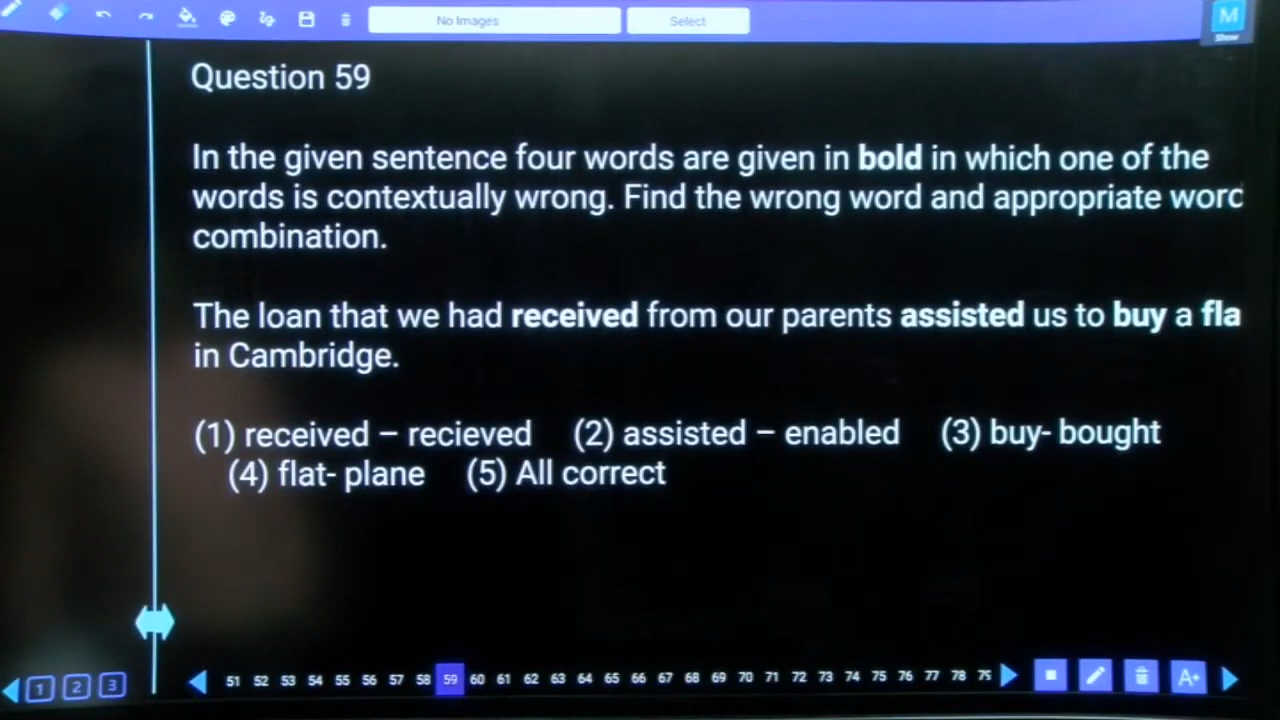 No Images Select M
Show
Question 59
In the given sentence four words are given in bold in which one of the
words is contextually wrong. Find the wrong word and appropriate word
combination.
The loan that we had received from our parents assisted us to buy a fla
in Cambridge.
(1) received – recieved (2) assisted – enabled (3) buy- bought
(4) flat- plane (5) All correct
1 2 3 51 52 53 54 55 56 57 58 59 60 61 62 63 64 65 66 67 68 69 70 71 72 73 74 75 76 77 78 A+